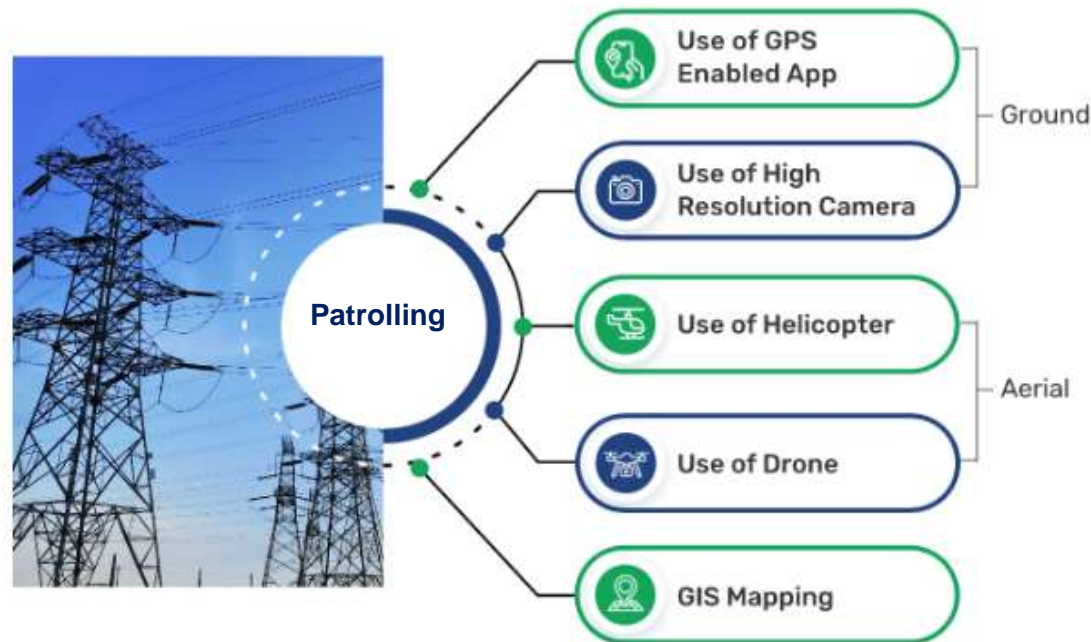 Patrolling
Use of GPS
Enabled App
Use of High
Resolution Camera
Ground
Use of Helicopter
Use of Drone
Aerial
GIS Mapping